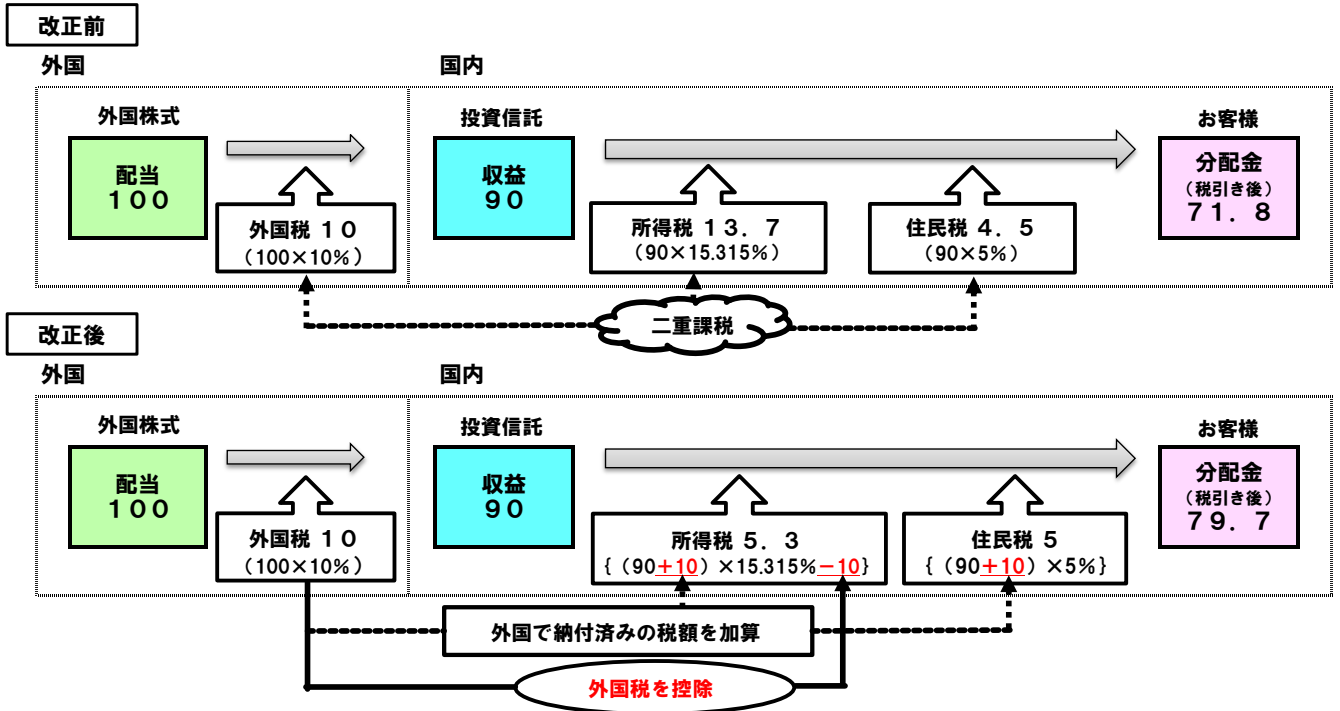 改正前
外国
国内
外国株式
投資信託
お客様
配当
１００
収益
９０
分配金
（税引き後）
７１．８
外国税 １０
（100×10%）
所得税 １３．７
（90×15.315%）
住民税 ４．５
（90×5%）
二重課税
改正後
外国
国内
外国株式
投資信託
お客様
配当
１００
収益
９０
分配金
（税引き後）
７９．７
外国税 １０
（100×10%）
所得税 ５．３
{（90＋10）×15.315%－10}
住民税 ５
{（90＋10）×5%}
外国で納付済みの税額を加算
外国税を控除